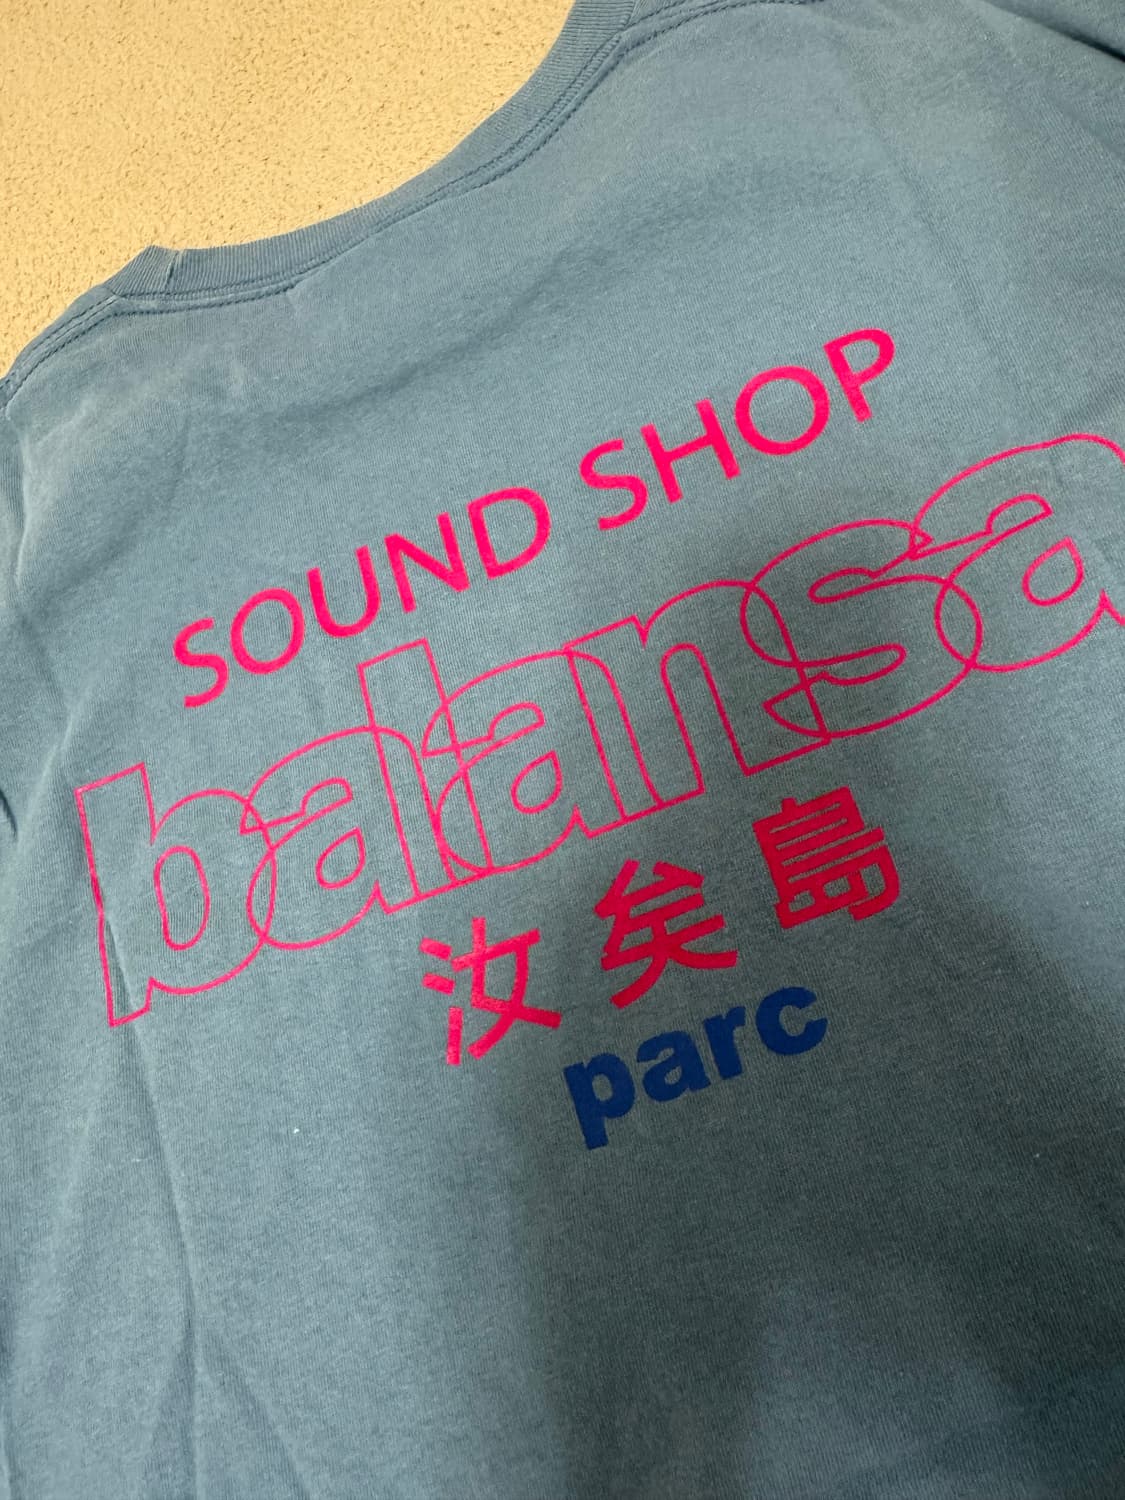 SOUND SHOP
balansa
汝矣島
parc